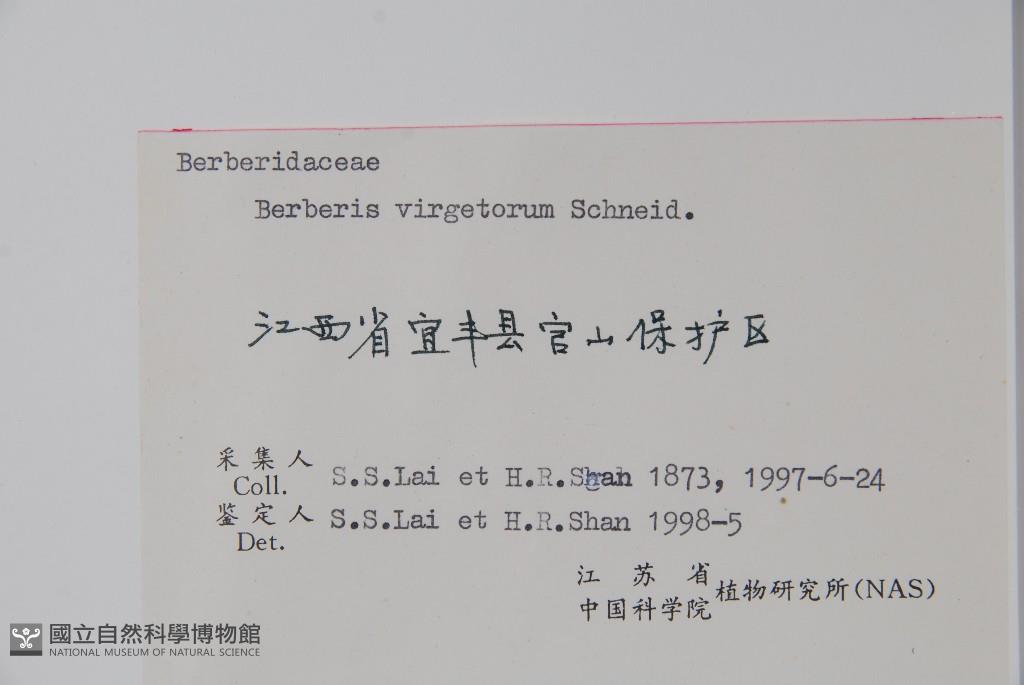 Berberidaceae
Berberis virgetorum Schneid.
江西省宜丰县官山保护区
采集人 S.S.Lai et H.R.Shan 1873, 1997-6-24
Coll.
鉴定人 S.S.Lai et H.R.Shan 1998-5
Det.
江苏省
中国科学院 植物研究所(NAS)
國立自然科學博物館
NATIONAL MUSEUM OF NATURAL SCIENCE